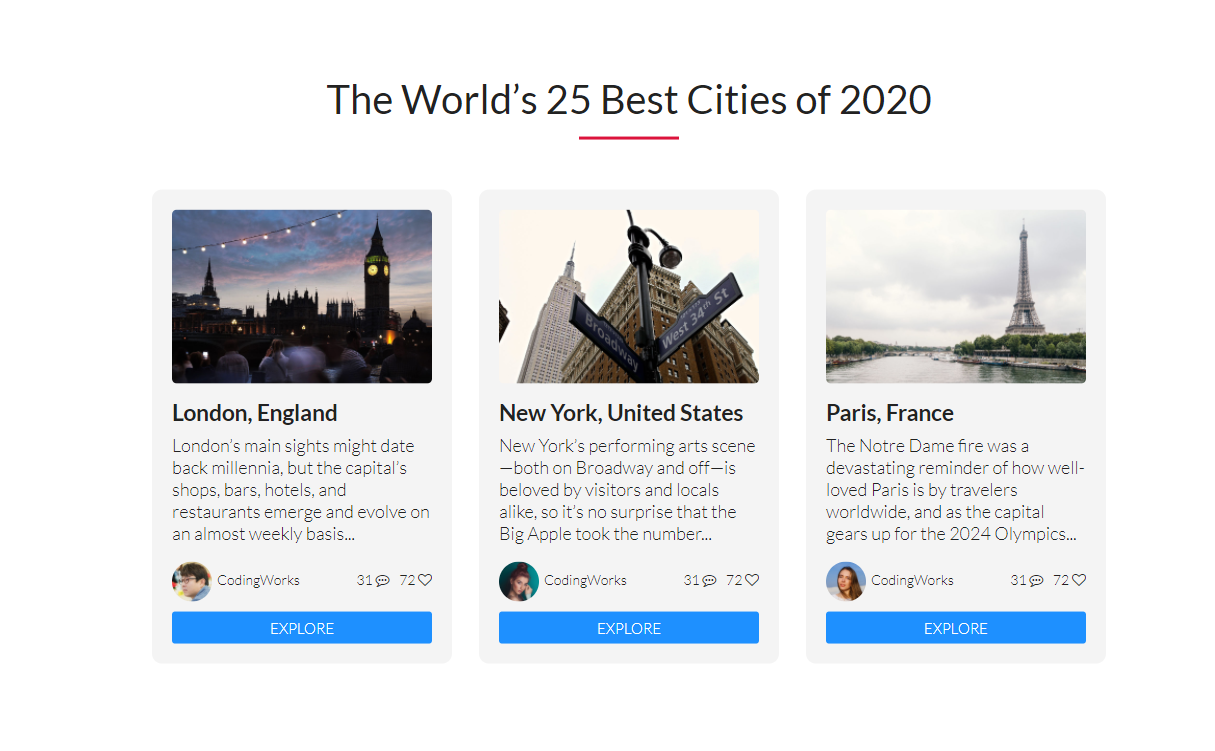 The World’s 25 Best Cities of 2020
Broadway
West 34th St
London, England
London’s main sights might date
back millennia, but the capital’s
shops, bars, hotels, and
restaurants emerge and evolve on
an almost weekly basis...
CodingWorks 31 72
EXPLORE
New York, United States
New York’s performing arts scene
—both on Broadway and off—is
beloved by visitors and locals
alike, so it’s no surprise that the
Big Apple took the number...
CodingWorks 31 72
EXPLORE
Paris, France
The Notre Dame fire was a
devastating reminder of how well-
loved Paris is by travelers
worldwide, and as the capital
gears up for the 2024 Olympics...
CodingWorks 31 72
EXPLORE